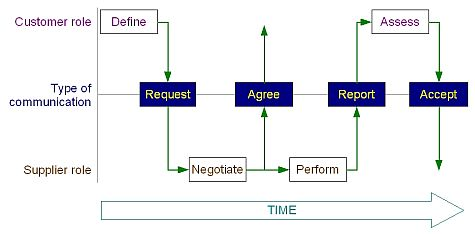 Customer role
Define
Assess
Type of
communication
Request
Agree
Report
Accept
Supplier role
Negotiate
Perform
TIME